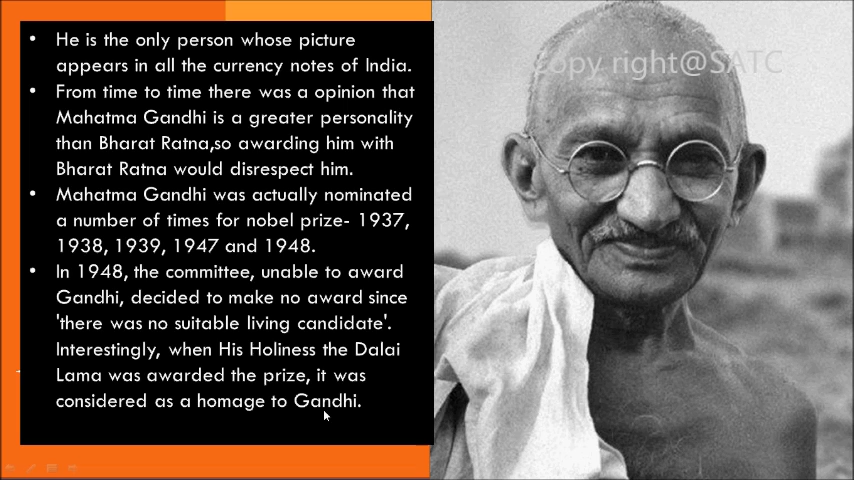 • He is the only person whose picture
appears in all the currency notes of India.
• From time to time there was a opinion that
Mahatma Gandhi is a greater personality
than Bharat Ratna,so awarding him with
Bharat Ratna would disrespect him.
• Mahatma Gandhi was actually nominated
a number of times for nobel prize- 1937,
1938, 1939, 1947 and 1948.
• In 1948, the committee, unable to award
Gandhi, decided to make no award since
'there was no suitable living candidate'.
Interestingly, when His Holiness the Dalai
Lama was awarded the prize, it was
considered as a homage to Gandhi.
copy right@SATC